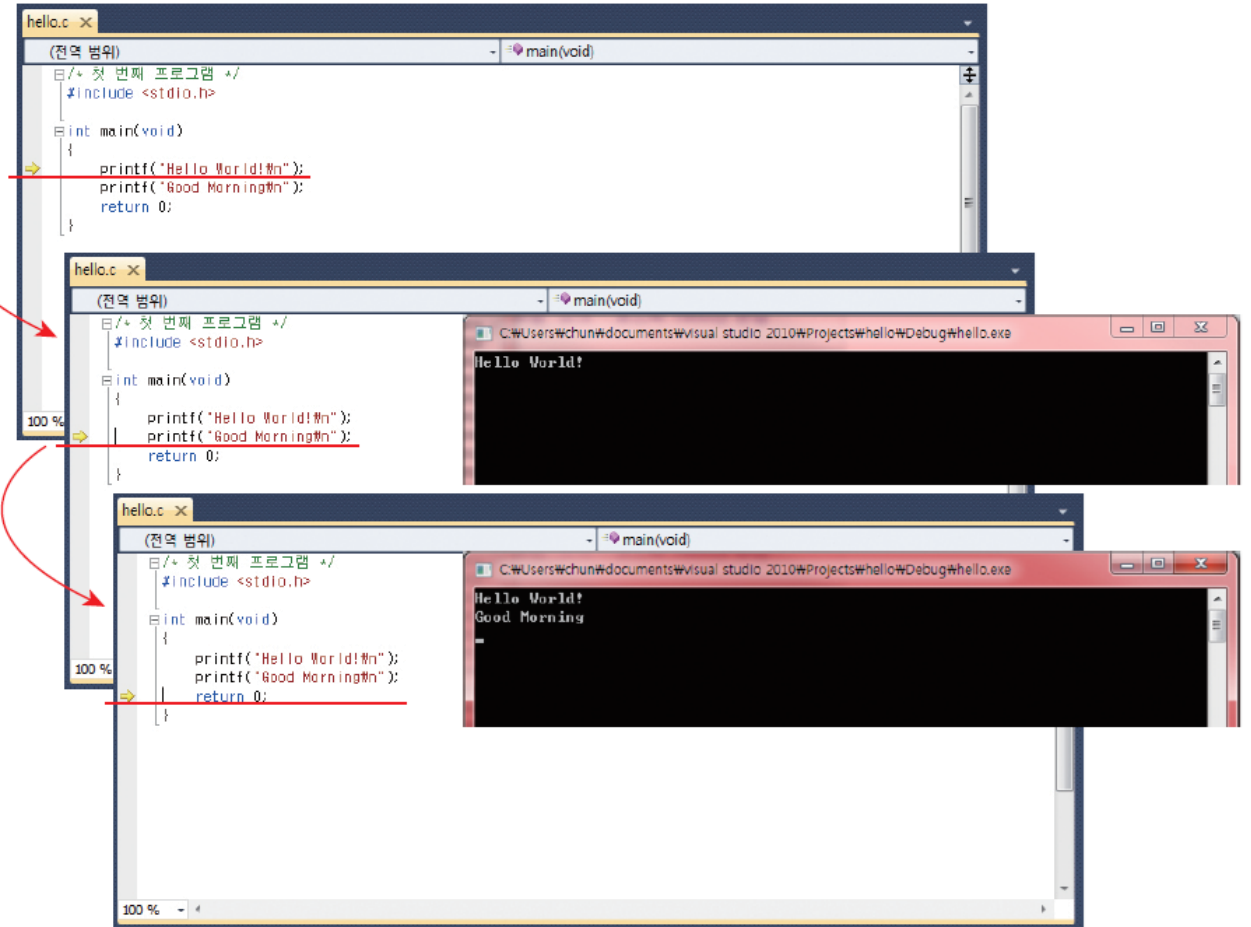 hello.c
(전역 범위) main(void)
/* 첫 번째 프로그램 */
#include <stdio.h>
int main(void)
{
printf("Hello World!₩n");
printf("Good Morning₩n");
return 0;
}
100 %
hello.c
(전역 범위) main(void)
/* 첫 번째 프로그램 */
#include <stdio.h>
int main(void)
{
printf("Hello World!₩n");
printf("Good Morning₩n");
return 0;
}
100 %
C:₩Users₩chun₩documents₩visual studio 2010₩Projects₩hello₩Debug₩hello.exe
Hello World!
hello.c
(전역 범위) main(void)
/* 첫 번째 프로그램 */
#include <stdio.h>
int main(void)
{
printf("Hello World!₩n");
printf("Good Morning₩n");
return 0;
}
100 %
C:₩Users₩chun₩documents₩visual studio 2010₩Projects₩hello₩Debug₩hello.exe
Hello World!
Good Morning